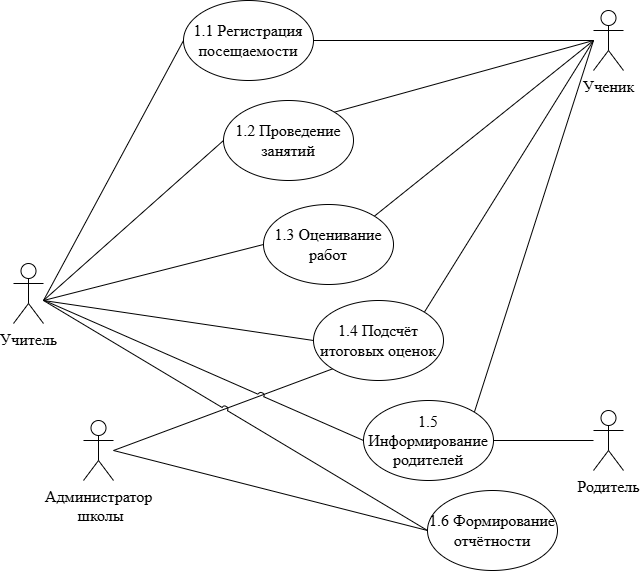 1.1 Регистрация
посещаемости
Ученик
1.2 Проведение
занятий
1.3 Оценивание
работ
Учитель
1.4 Подсчёт
итоговых оценок
1.5
Информирование
родителей
Администратор
школы
Родитель
1.6 Формирование
отчётности